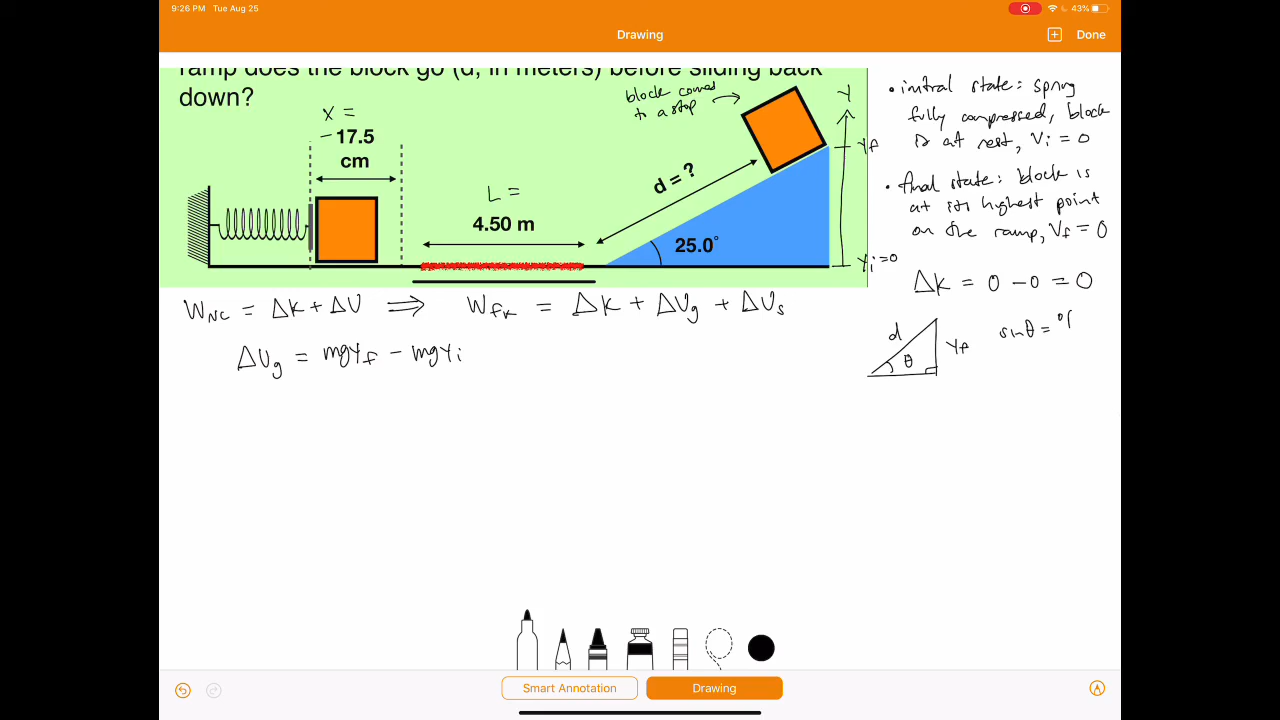 9:26 PM Tue Aug 25
43%
Drawing
Done
ramp does the block go (d, in meters) before sliding back
down?
block comes
to a stop
x =
-17.5
cm
L =
4.50 m
d = ?
25.0°
Y
Yf
Yi=0
• initial state: spring
fully compressed, block
is at rest, Vi = 0
• final state: block is
at its highest point
on the ramp, Vf = 0
ΔK = 0 - 0 = 0
WNC = ΔK + ΔU ⟹ Wfk = ΔK + ΔUg + ΔUs
ΔUg = mgYf - mgYi
d
θ
Yf
sinθ =
Smart Annotation
Drawing